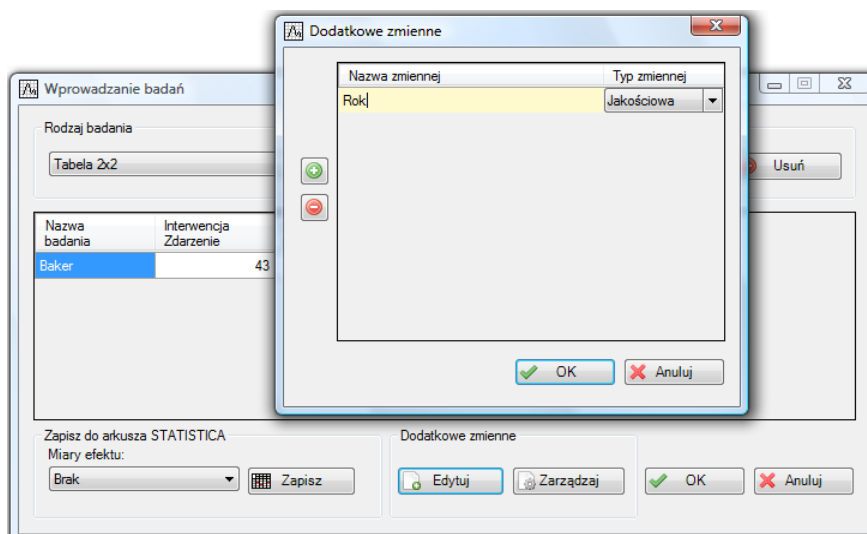 Dodatkowe zmienne
Nazwa zmiennej Typ zmiennej
Rok Jakościowa
OK Anuluj
Wprowadzanie badań
Rodzaj badania
Tabela 2x2
Usuń
Nazwa badania Interwencja Zdarzenie
Baker 43
Zapisz do arkusza STATISTICA
Miary efektu:
Brak Zapisz
Dodatkowe zmienne
Edytuj Zarządzaj
OK Anuluj